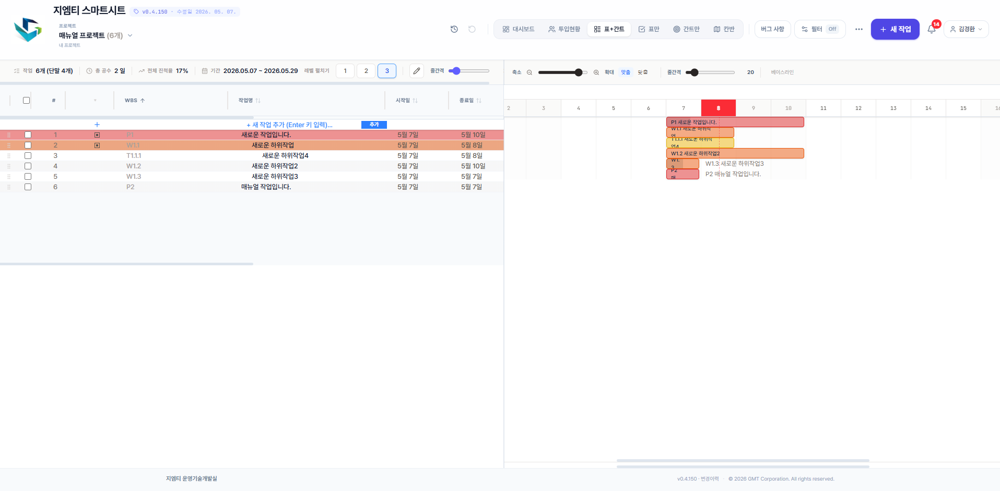 지엠티 스마트시트 v0.4.150 · 수정일 2026. 05. 07.
프로젝트
매뉴얼 프로젝트 (6개)
내 프로젝트
대시보드 투입현황 표+간트 표만 간트만 칸반 버그 사항 필터 Off ••• + 새 작업 14 김경환
작업 6개 (단말 4개) 총 공수 2 일 전체 진척율 17% 기간 2026.05.07 ~ 2026.05.29 레벨 펼치기 1 2 3 줄간격
축소 확대 맞춤 맞춤 줄간격 20 베이스라인
# WBS ↑ 작업명 ↑↓ 시작일 ↑↓ 종료일 ↑↓
2 3 4 5 6 7 8 9 10 11 12 13 14 15 16
+ + 새 작업 추가 (Enter 키 입력)... 추가
1 P1 새로운 작업입니다. 5월 7일 5월 10일
2 W1.1 새로운 하위작업 5월 7일 5월 8일
3 T1.1.1 새로운 하위작업4 5월 7일 5월 8일
4 W1.2 새로운 하위작업2 5월 7일 5월 10일
5 W1.3 새로운 하위작업3 5월 7일 5월 7일
6 P2 매뉴얼 작업입니다. 5월 7일 5월 7일
P1 새로운 작업입니다.
W1.1 새로운 하위작
업
T1.1.1 새로운 하위작
업4
W1.2 새로운 하위작업2
W1.
3
W1.3 새로운 하위작업3
P2
매
P2 매뉴얼 작업입니다.
지엠티 운영기술개발실
v0.4.150 · 변경이력 · © 2026 GMT Corporation. All rights reserved.